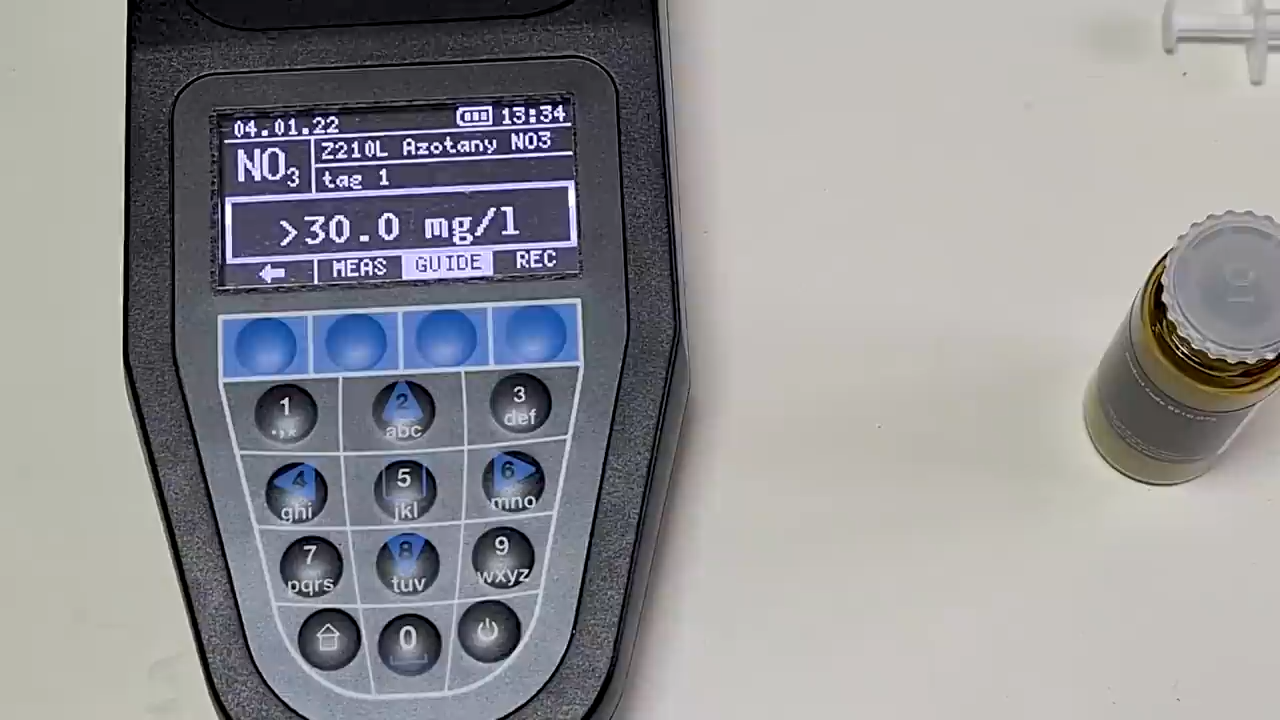 04.01.22 13:34
NO3 Z210L Azotany NO3
tag 1
>30.0 mg/l
← MEAS GUIDE REC
1 2 3
.,* abc def
4 5 6
ghi jkl mno
7 8 9
pqrs tuv wxyz
0
01